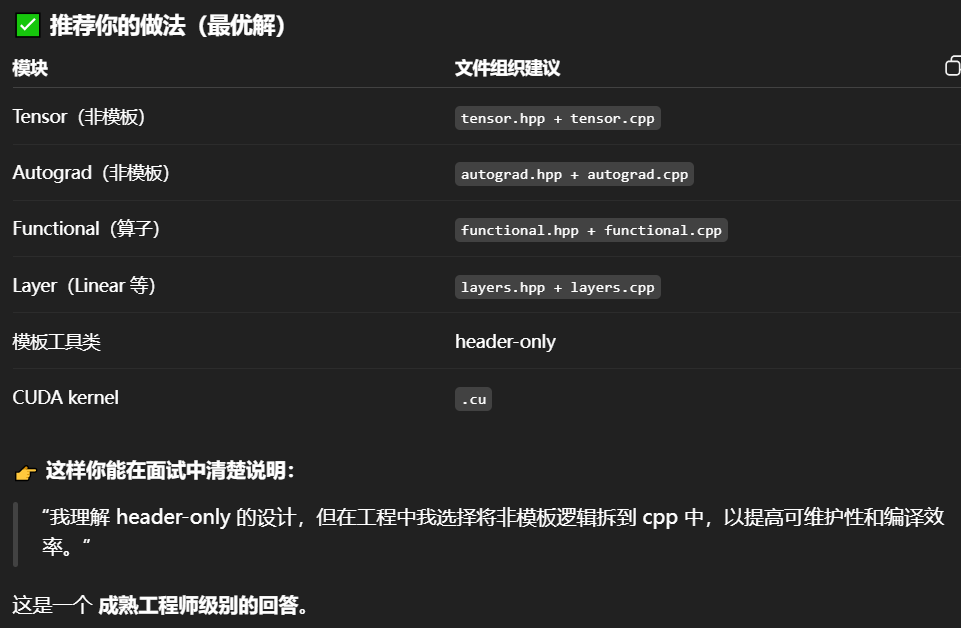 ✅ 推荐你的做法（最优解）
模块 文件组织建议
Tensor（非模板） tensor.hpp + tensor.cpp
Autograd（非模板） autograd.hpp + autograd.cpp
Functional（算子） functional.hpp + functional.cpp
Layer（Linear 等） layers.hpp + layers.cpp
模板工具类 header-only
CUDA kernel .cu
👉 这样你能在面试中清楚说明：
“我理解 header-only 的设计，但在工程中我选择将非模板逻辑拆到 cpp 中，以提高可维护性和编译效
率。”
这是一个 成熟工程师级别的回答。